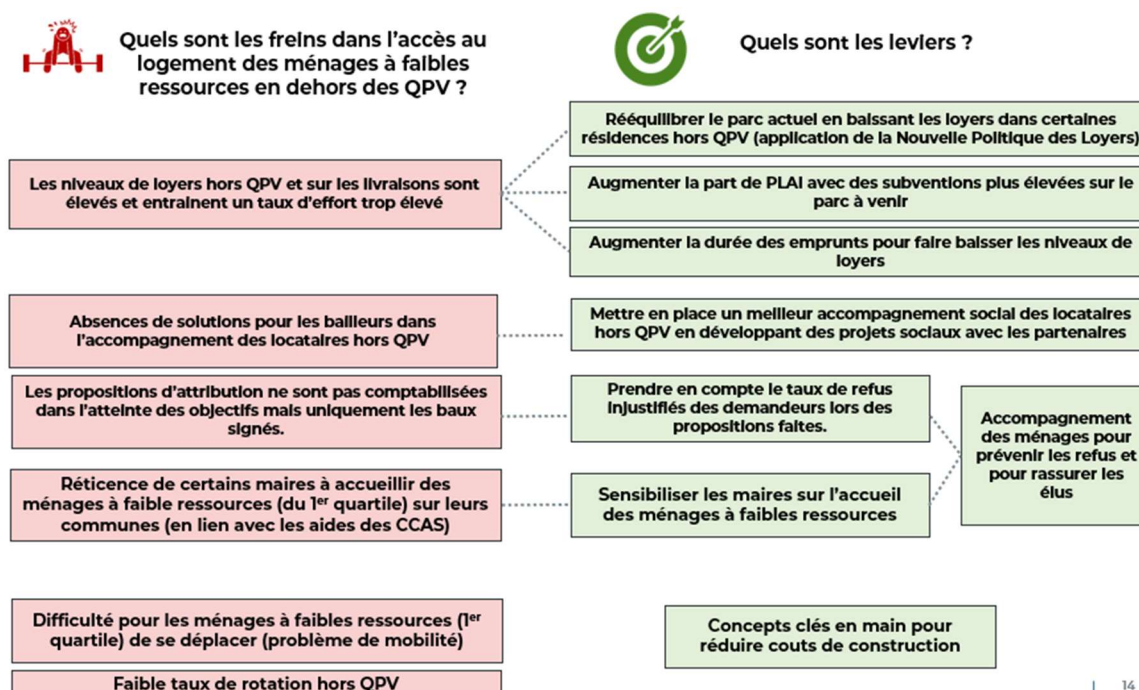 Quels sont les freins dans l'accès au
logement des ménages à faibles
ressources en dehors des QPV ?
Quels sont les leviers ?
Les niveaux de loyers hors QPV et sur les livraisons sont
élevés et entrainent un taux d'effort trop élevé
Rééquilibrer le parc actuel en baissant les loyers dans certaines
résidences hors QPV (application de la Nouvelle Politique des Loyers)
Augmenter la part de PLAI avec des subventions plus élevées sur le
parc à venir
Augmenter la durée des emprunts pour faire baisser les niveaux de
loyers
Absences de solutions pour les bailleurs dans
l'accompagnement des locataires hors QPV
Mettre en place un meilleur accompagnement social des locataires
hors QPV en développant des projets sociaux avec les partenaires
Les propositions d'attribution ne sont pas comptabilisées
dans l'atteinte des objectifs mais uniquement les baux
signés.
Prendre en compte le taux de refus
injustifiés des demandeurs lors des
propositions faites.
Réticence de certains maires à accueillir des
ménages à faible ressources (du 1er quartile) sur leurs
communes (en lien avec les aides des CCAS)
Sensibiliser les maires sur l'accueil
des ménages à faibles ressources
Accompagnement
des ménages pour
prévenir les refus et
pour rassurer les
élus
Difficulté pour les ménages à faibles ressources (1er
quartile) de se déplacer (problème de mobilité)
Concepts clés en main pour
réduire couts de construction
Faible taux de rotation hors QPV
14